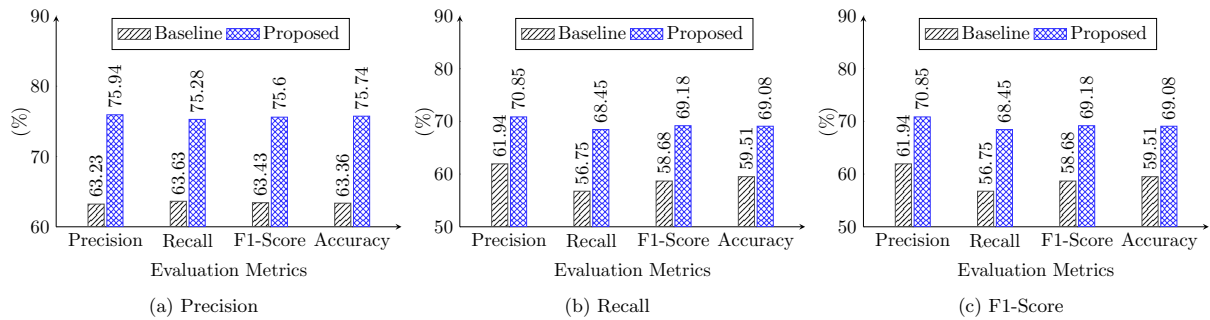 90
80
70
60
(%)
Baseline Proposed
63.23 75.94 63.63 75.28 63.43 75.6 63.36 75.74
Precision Recall F1-Score Accuracy
Evaluation Metrics
(a) Precision
90
80
70
60
50
(%)
Baseline Proposed
61.94 70.85 56.75 68.45 58.68 69.18 59.51 69.08
Precision Recall F1-Score Accuracy
Evaluation Metrics
(b) Recall
90
80
70
60
50
(%)
Baseline Proposed
61.94 70.85 56.75 68.45 58.68 69.18 59.51 69.08
Precision Recall F1-Score Accuracy
Evaluation Metrics
(c) F1-Score